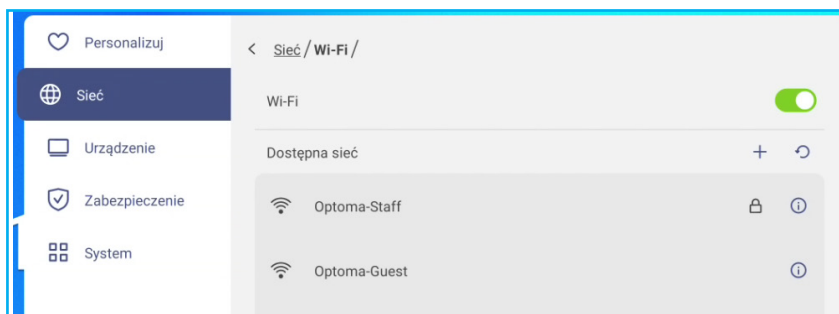 Personalizuj
Sieć
Urządzenie
Zabezpieczenie
System
Sieć / Wi-Fi /
Wi-Fi
Dostępna sieć
Optoma-Staff
Optoma-Guest